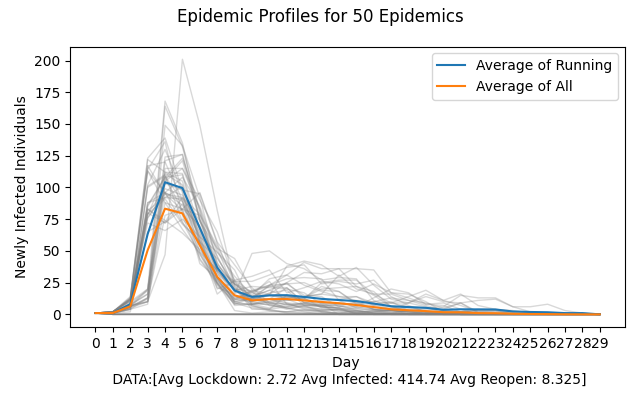 Epidemic Profiles for 50 Epidemics
Average of Running
Average of All
Newly Infected Individuals
200
175
150
125
100
75
50
25
0
0 1 2 3 4 5 6 7 8 9 10 11 12 13 14 15 16 17 18 19 20 21 22 23 24 25 26 27 28 29
Day
DATA:[Avg Lockdown: 2.72 Avg Infected: 414.74 Avg Reopen: 8.325]